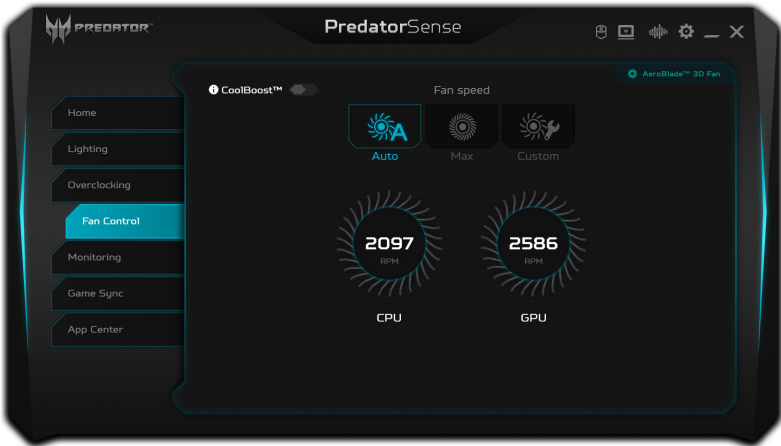 PREDATOR
PredatorSense
AeroBlade™ 3D Fan
CoolBoost™
Fan speed
Home
Lighting
Overclocking
Fan Control
Monitoring
Game Sync
App Center
Auto
Max
Custom
2097
RPM
CPU
2586
RPM
GPU